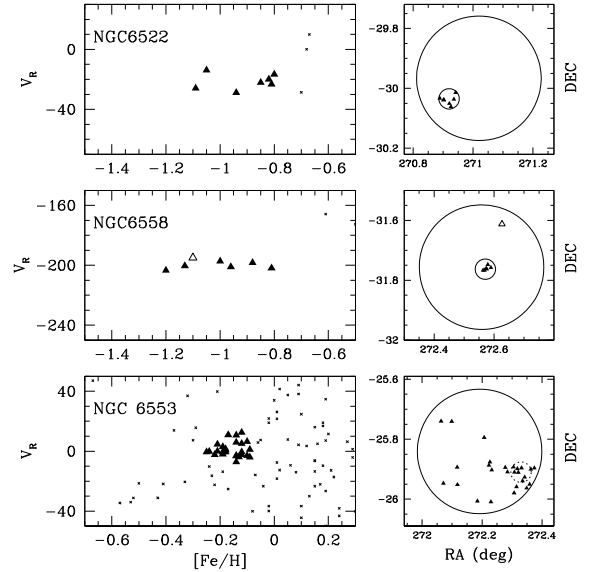 NGC6522
V_R
0
−40
−1.4 −1.2 −1 −0.8 −0.6
−29.8
−30
−30.2
DEC
270.8 271 271.2
NGC6558
V_R
−160
−200
−240
−1.4 −1.2 −1 −0.8 −0.6
−31.6
−31.8
−32
DEC
272.4 272.6
NGC 6553
V_R
40
0
−40
−0.6 −0.4 −0.2 0 0.2
[Fe/H]
−25.6
−25.8
−26
DEC
272 272.2 272.4
RA (deg)